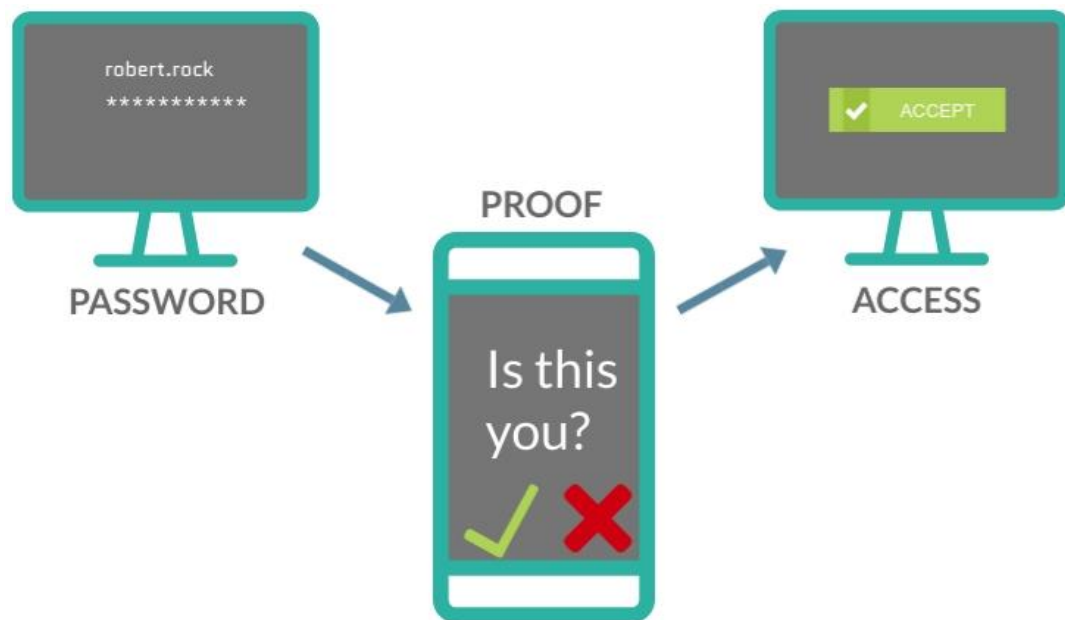 robert.rock
***********
PASSWORD
PROOF
Is this
you?
ACCEPT
ACCESS